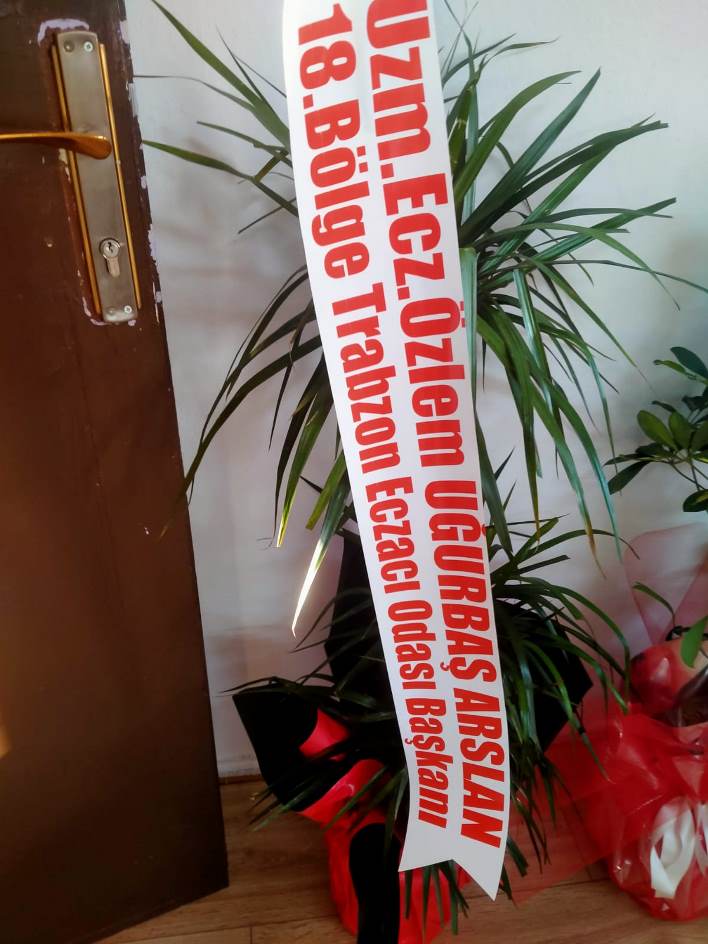 Uzm.Ecz.Özlem UĞURBAŞ ARSLAN
18.Bölge Trabzon Eczacı Odası Başkanı